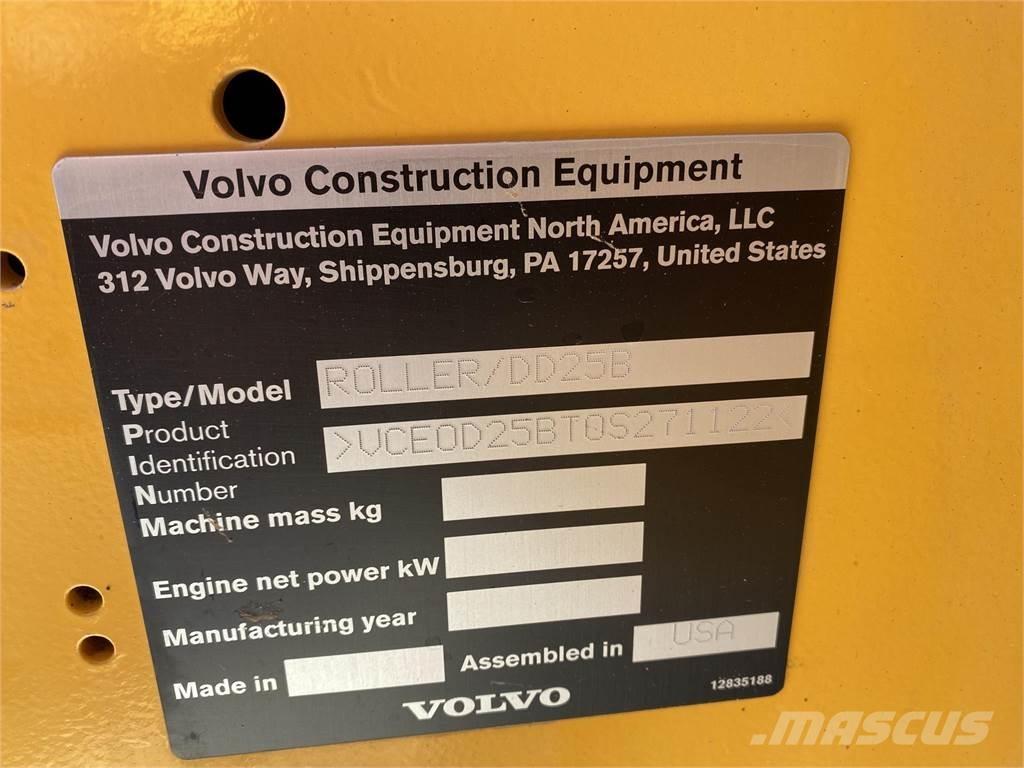 Volvo Construction Equipment
Volvo Construction Equipment North America, LLC
312 Volvo Way, Shippensburg, PA 17257, United States
Type/Model ROLLER/DD25B
Product
Identification >VCE0D25BT0S271122<
Number
Machine mass kg
Engine net power kW
Manufacturing year
Made in Assembled in USA
VOLVO 12835188
MASCUS